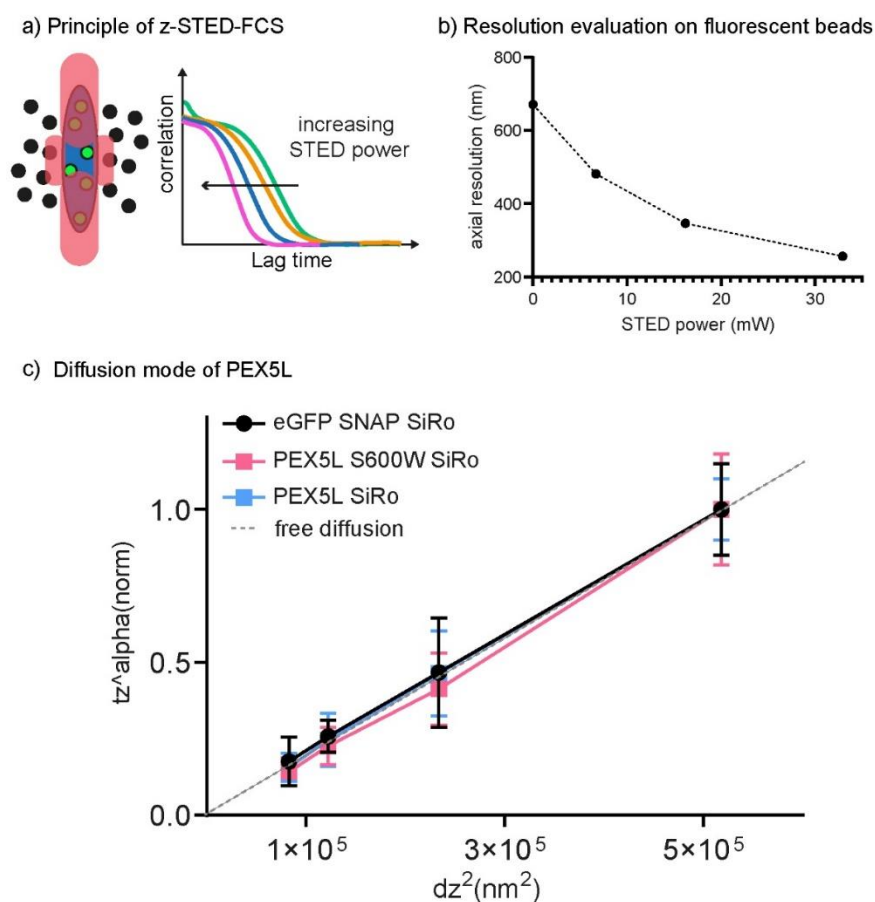 a) Principle of z-STED-FCS
correlation
increasing
STED power
Lag time
b) Resolution evaluation on fluorescent beads
axial resolution (nm)
800
600
400
200
0
10
20
30
STED power (mW)
c) Diffusion mode of PEX5L
eGFP SNAP SiRo
PEX5L S600W SiRo
PEX5L SiRo
free diffusion
tz^alpha(norm)
1.0
0.5
0.0
1×10⁵
3×10⁵
5×10⁵
dz²(nm²)